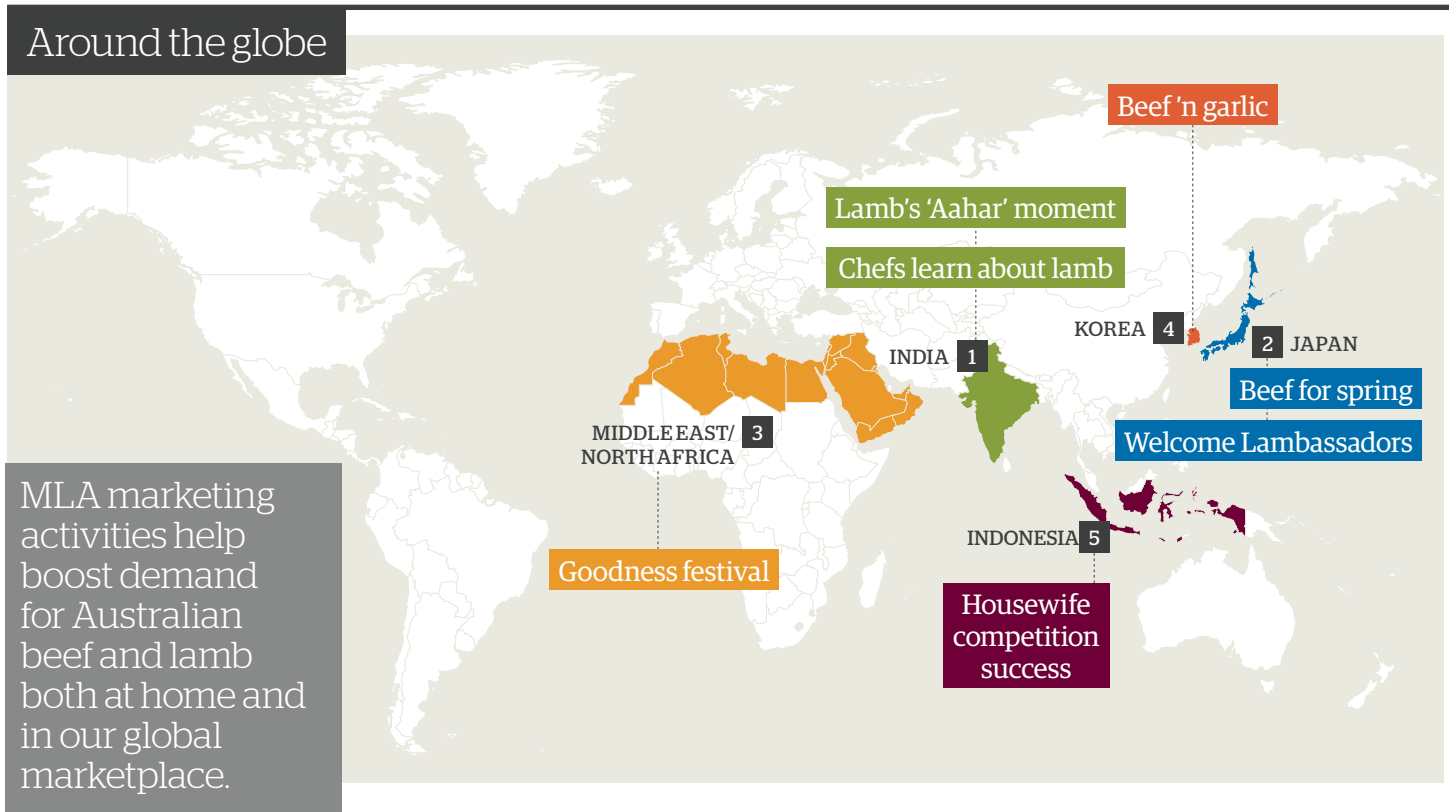 Around the globe
Beef ’n garlic
Lamb’s ‘Aahar’ moment
Chefs learn about lamb
KOREA 4
INDIA 1
2 JAPAN
Beef for spring
Welcome Lambassadors
MIDDLE EAST/ 3
NORTH AFRICA
Goodness festival
INDONESIA 5
Housewife
competition
success
MLA marketing
activities help
boost demand
for Australian
beef and lamb
both at home and
in our global
marketplace.